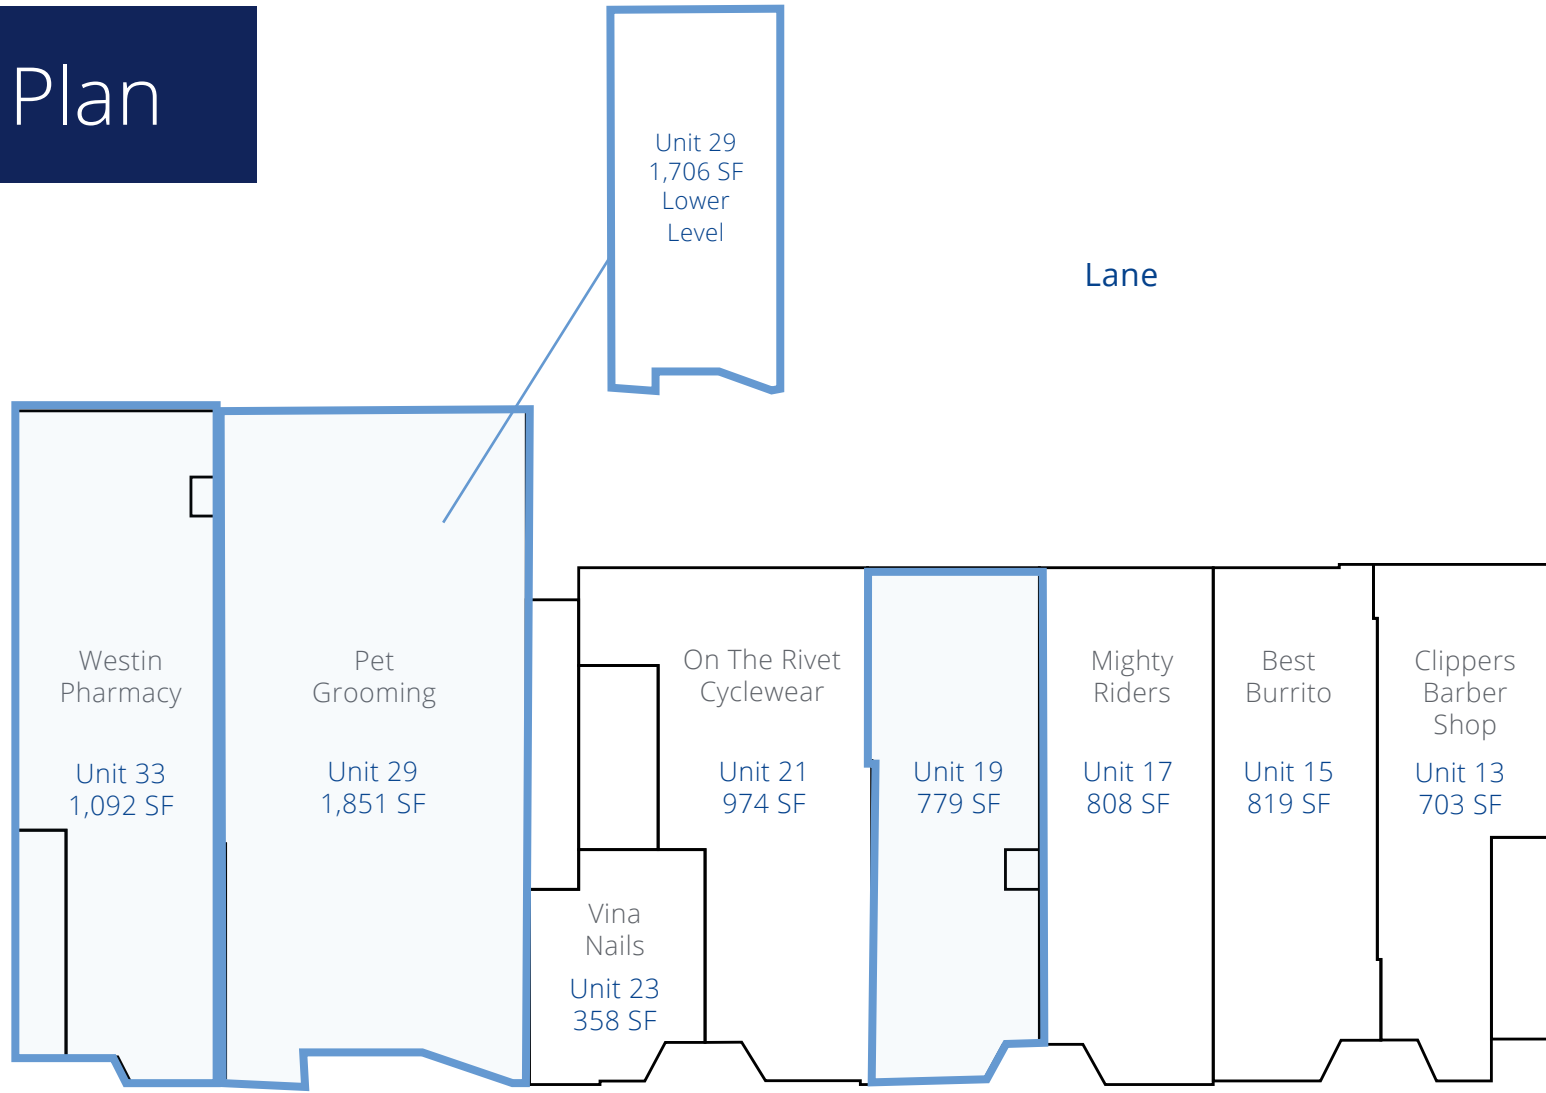 Plan
Unit 29
1,706 SF
Lower
Level
Lane
Westin
Pharmacy
Unit 33
1,092 SF
Pet
Grooming
Unit 29
1,851 SF
Vina
Nails
Unit 23
358 SF
On The Rivet
Cyclewear
Unit 21
974 SF
Unit 19
779 SF
Mighty
Riders
Unit 17
808 SF
Best
Burrito
Unit 15
819 SF
Clippers
Barber
Shop
Unit 13
703 SF